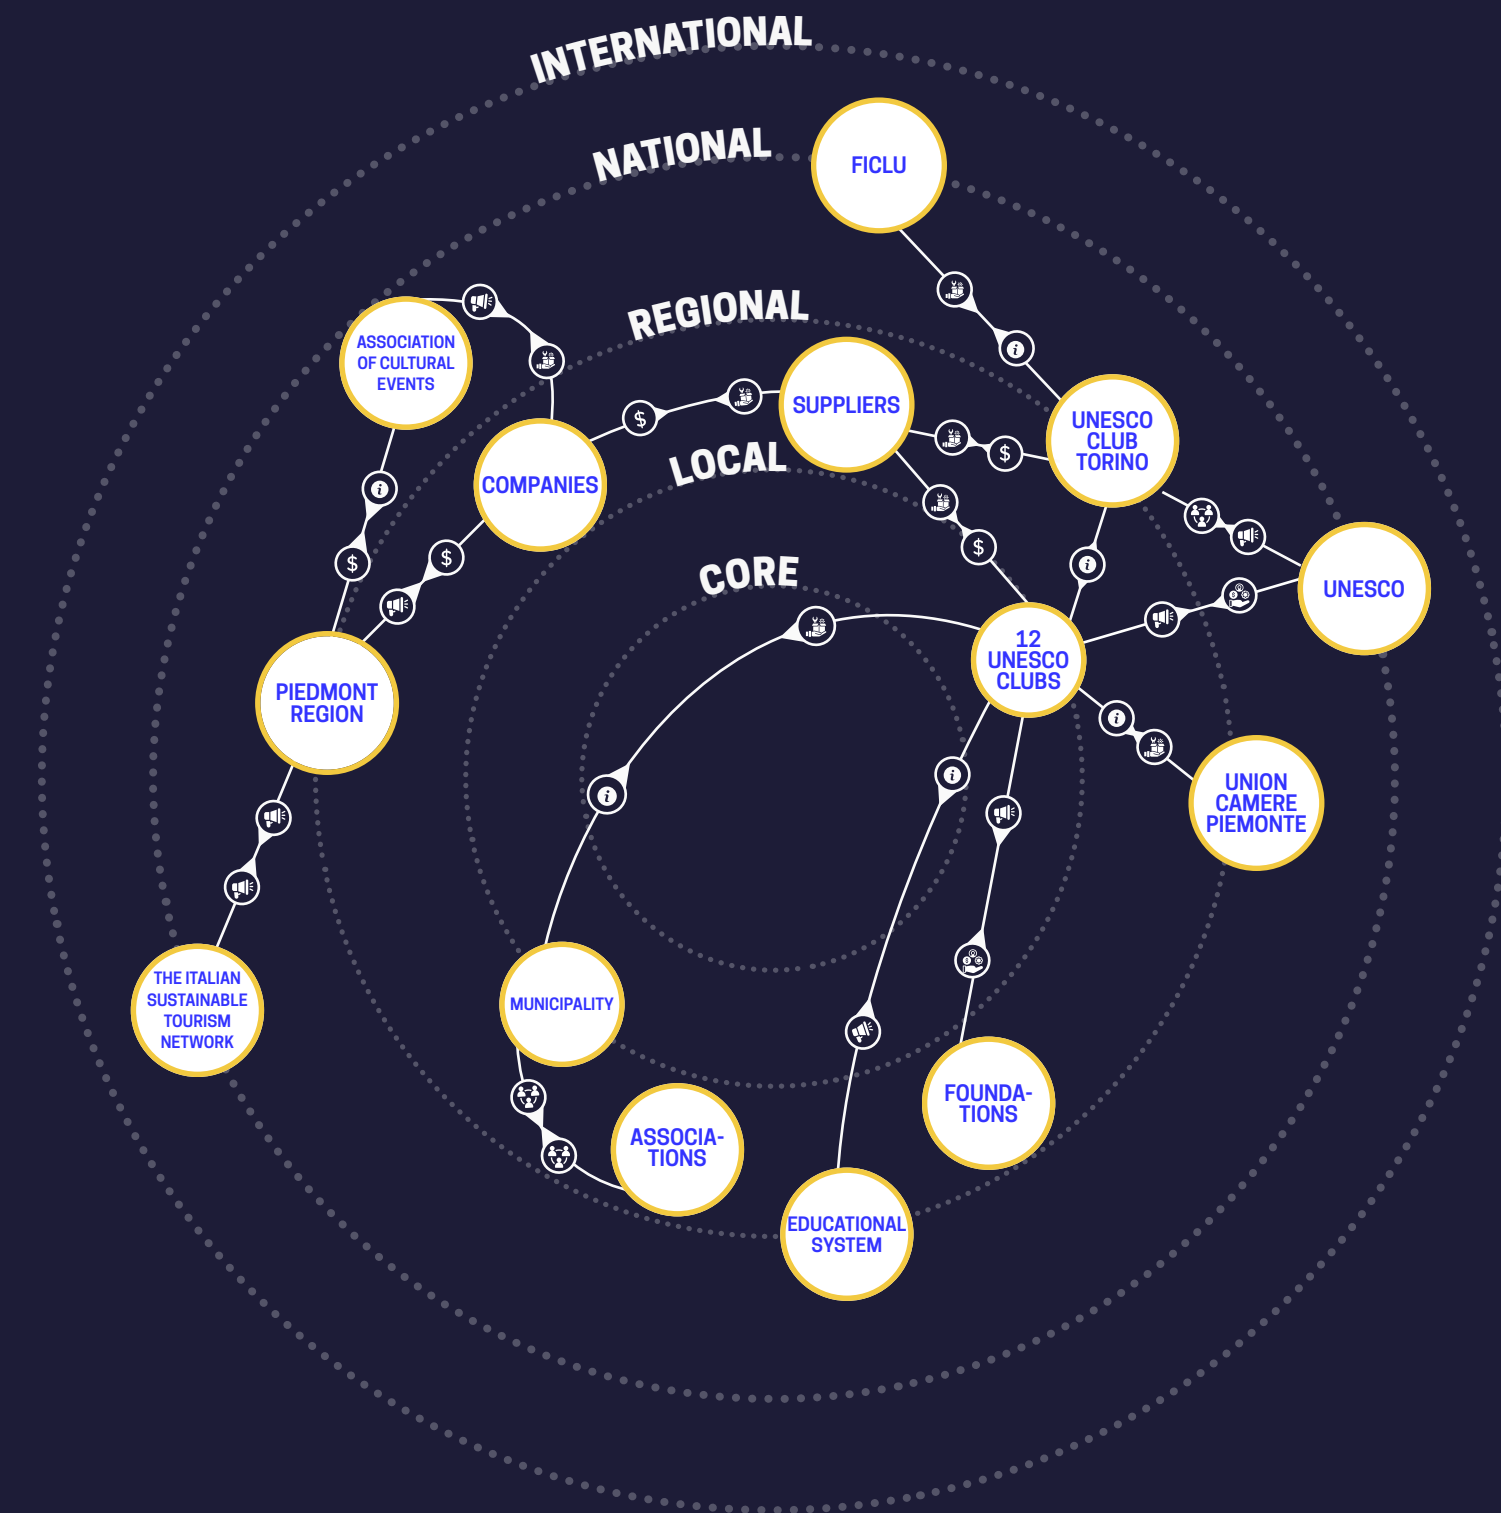 INTERNATIONAL
NATIONAL
FICLU
REGIONAL
ASSOCIATION
OF CULTURAL
EVENTS
SUPPLIERS
UNESCO
CLUB
TORINO
LOCAL
COMPANIES
$
$
$
$
$
i
i
i
i
i
i
CORE
UNESCO
12
UNESCO
CLUBS
PIEDMONT
REGION
UNION
CAMERE
PIEMONTE
THE ITALIAN
SUSTAINABLE
TOURISM
NETWORK
MUNICIPALITY
FOUNDA-
TIONS
ASSOCIA-
TIONS
EDUCATIONAL
SYSTEM